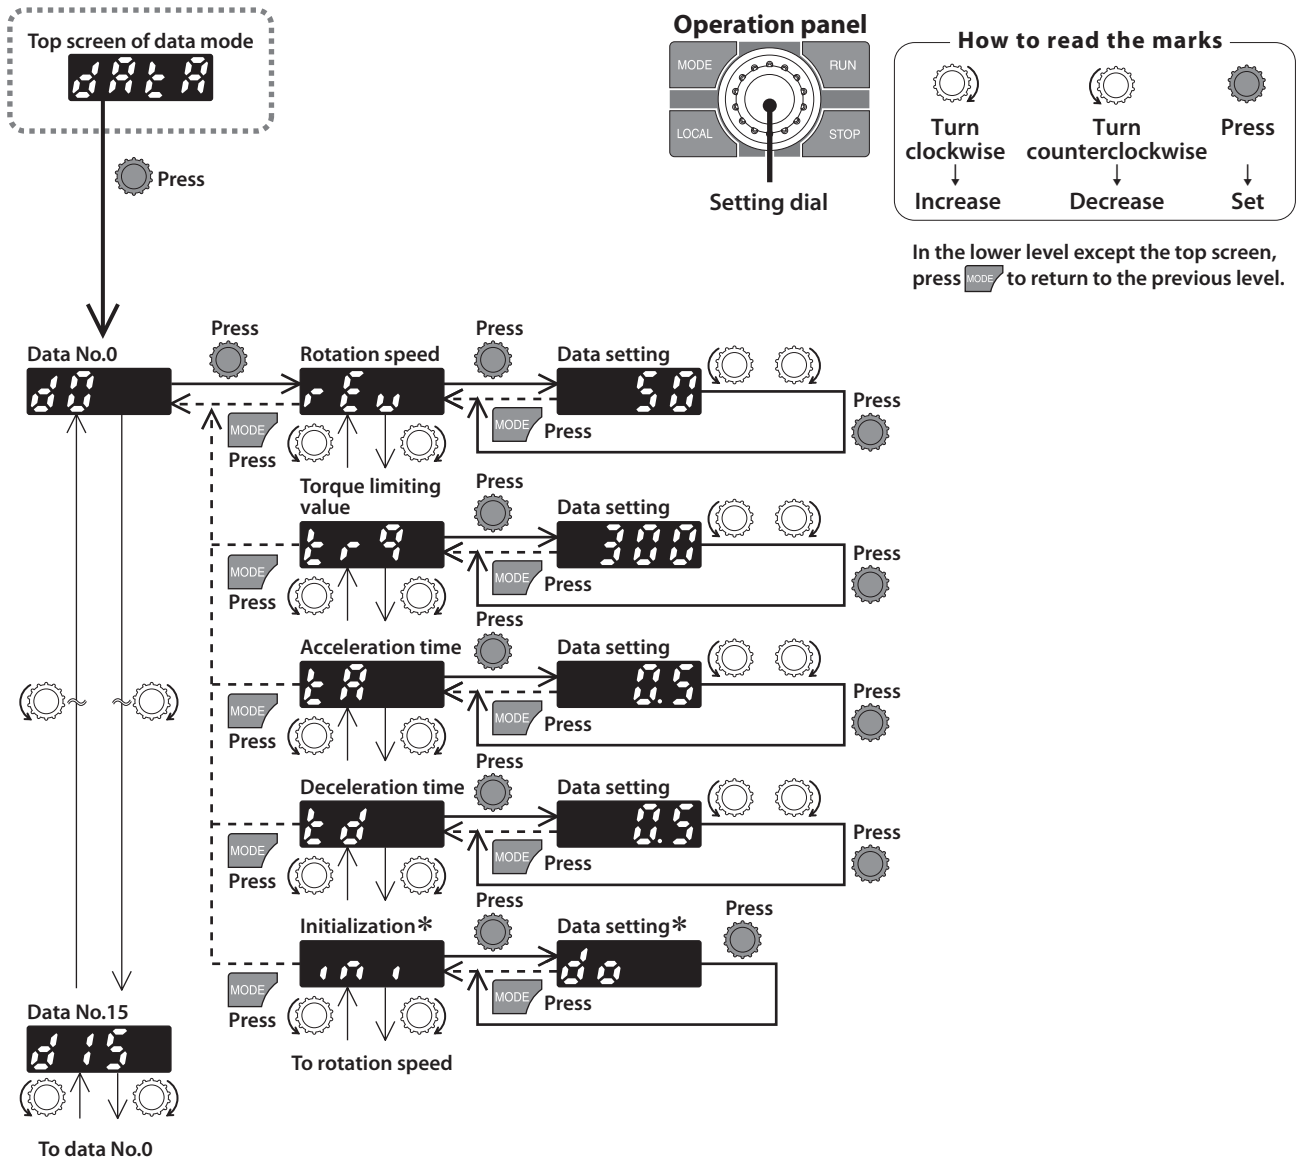 Top screen of data mode
dAtA
Press
Operation panel
MODE
RUN
LOCAL
STOP
Setting dial
How to read the marks
Turn clockwise
Increase
Turn counterclockwise
Decrease
Press
Set
In the lower level except the top screen,
press MODE to return to the previous level.
Data No.0
d0
Press
Rotation speed
rEv
Press
Data setting
50
MODE
Press
MODE
Press
Press
Torque limiting
value
trq
Press
Data setting
300
MODE
Press
MODE
Press
Press
Acceleration time
tA
Press
Data setting
0.5
MODE
Press
MODE
Press
Press
Deceleration time
td
Press
Data setting
0.5
MODE
Press
MODE
Press
Press
Initialization*
ini
Press
Data setting*
do
Press
MODE
Press
MODE
Press
To rotation speed
Data No.15
d15
To data No.0